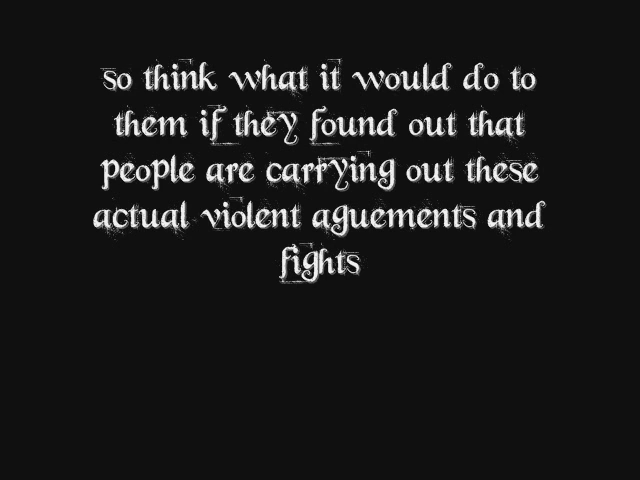 so think what it would do to
them if they found out that
people are carrying out these
actual violent aguements and
fights